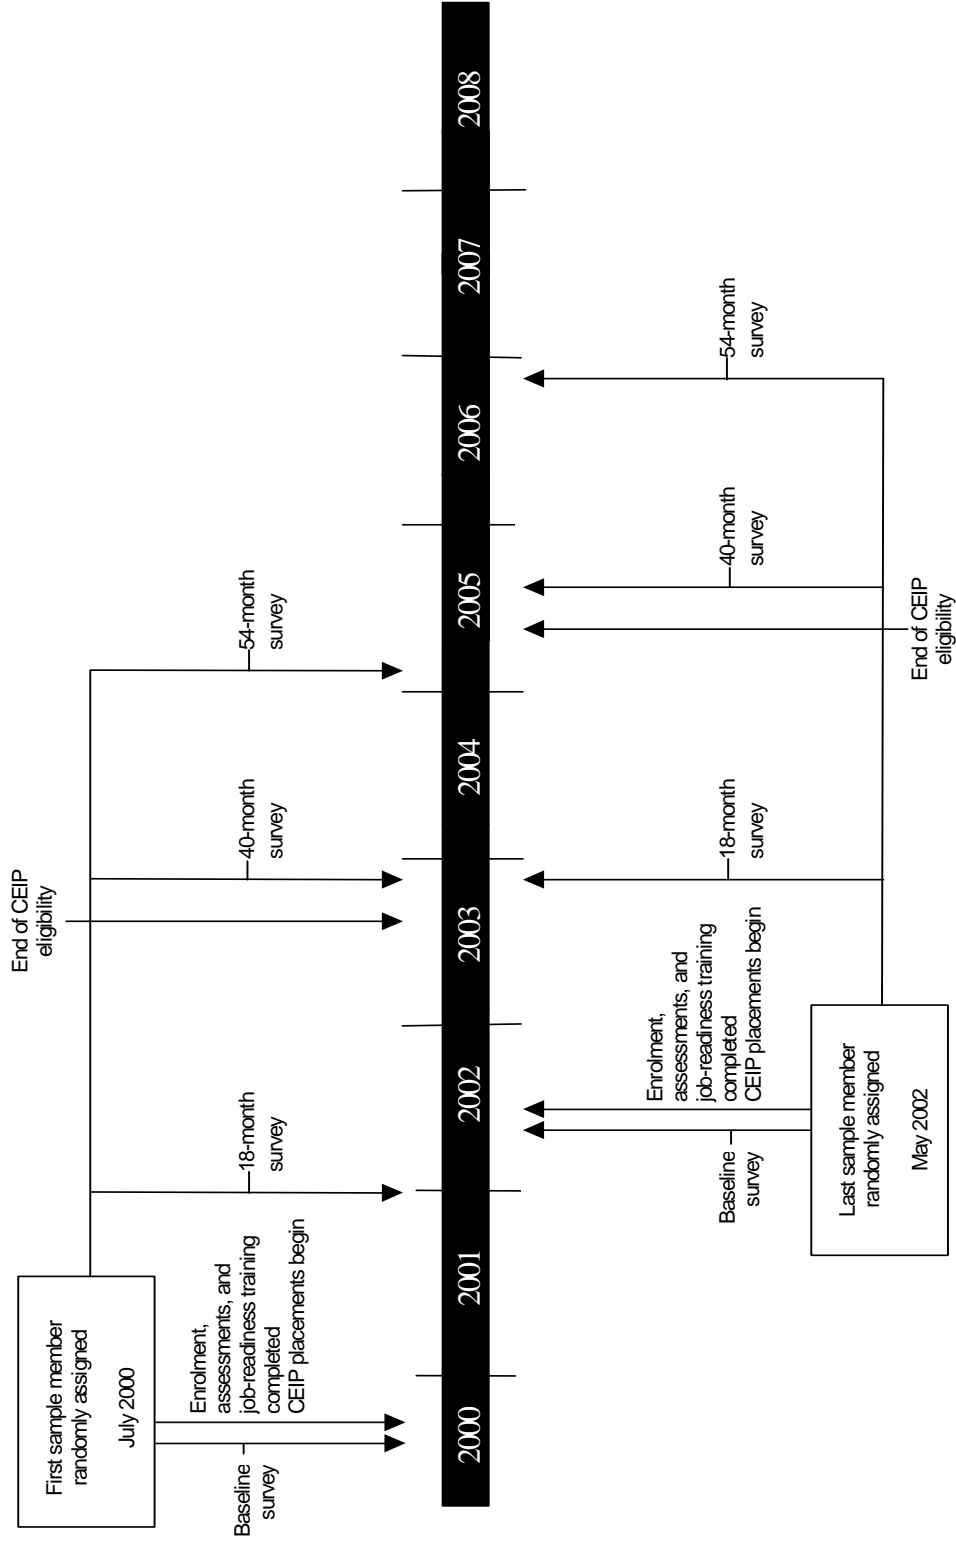 First sample member
randomly assigned
July 2000
Baseline
survey
Enrolment,
assessments, and
job-readiness training
completed
CEIP placements begin
18-month
survey
End of CEIP
eligibility
40-month
survey
54-month
survey
2000
2001
2002
2003
2004
2005
2006
2007
2008
Last sample member
randomly assigned
May 2002
Baseline
survey
Enrolment,
assessments, and
job-readiness training
completed
CEIP placements begin
18-month
survey
End of CEIP
eligibility
40-month
survey
54-month
survey